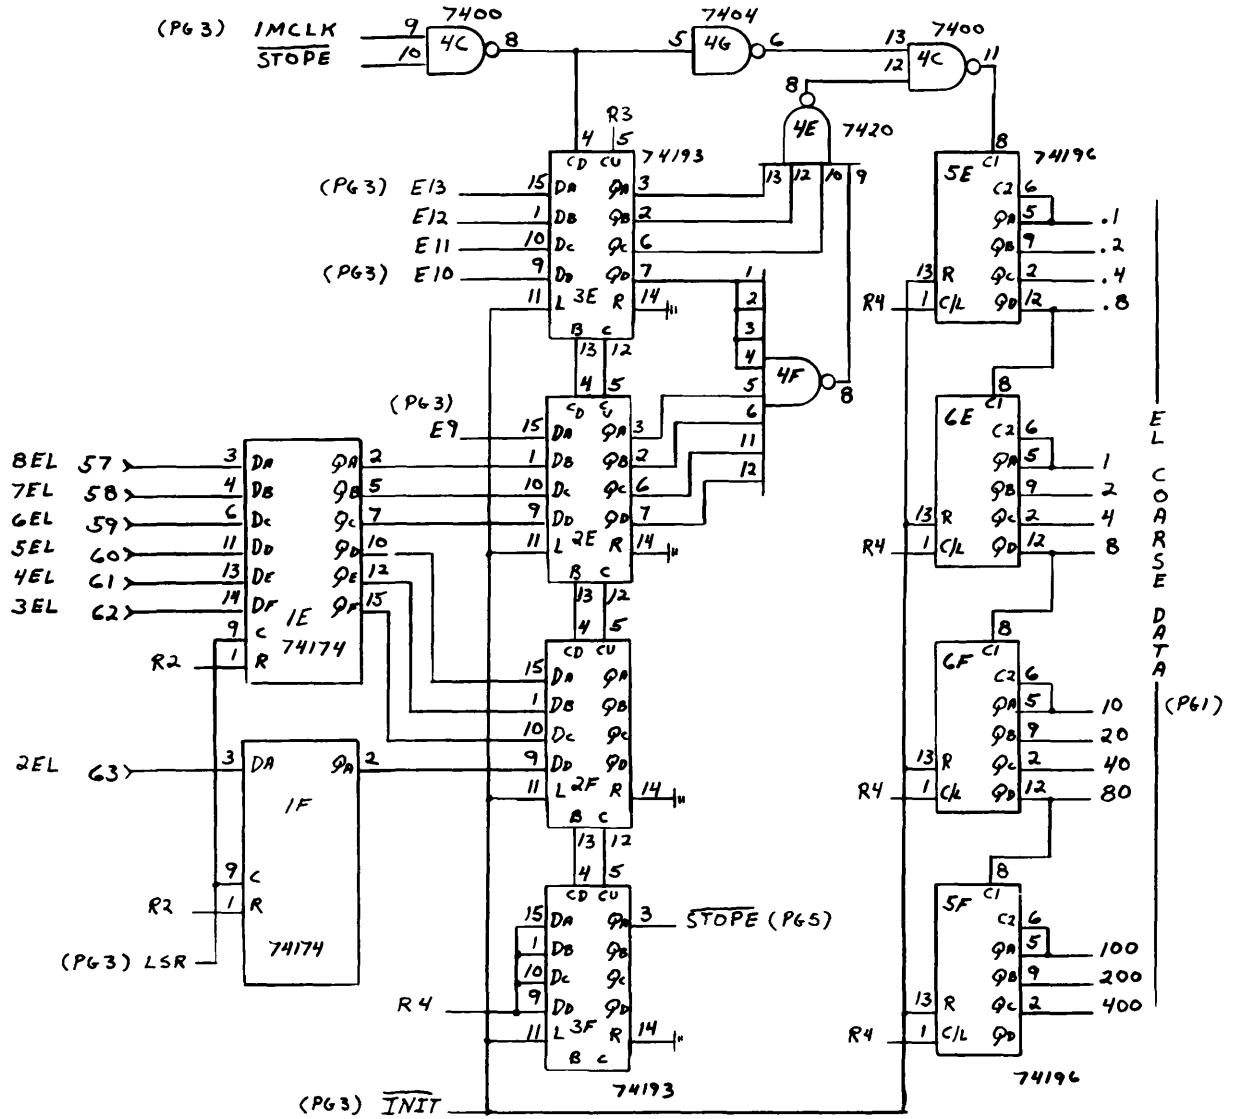 7400
7404
7400
(PG3) 1MCLK 9
STOPE 10
4C 8
5 4G 6
13
12 4C 11
8
4E 7420
13 12 10 9
R3
4 5
CD CU 74193
(PG3) E13 15 DA QA 3
E12 1 DB QB 2
E11 10 DC QC 6
(PG3) E10 9 DD QD 7
11 L 3E R 14
B C
13 12
1
2
3
4
5
6
11
12
4F 8
8
C1 74196
5E
C2 6
QA 5 .1
QB 9 .2
13 R QC 2 .4
R4 1 C/L QD 12 .8
4 5
CD CU
(PG3)
E9 15 DA QA 3
1 DB QB 2
10 DC QC 6
9 DD QD 7
11 L 2E R 14
B C
13 12
8
C1
6E
C2 6
QA 5 1
QB 9 2
13 R QC 2 4
R4 1 C/L QD 12 8
8EL 57 3 DA QA 2
7EL 58 4 DB QB 5
6EL 59 6 DC QC 7
5EL 60 11 DD QD 10
4EL 61 13 DE QE 12
3EL 62 14 DF QF 15
1E
74174
9 C
R2 1 R
4 5
CD CU
15 DA QA
1 DB QB
10 DC QC
9 DD QD
11 L 2F R 14
B C
13 12
8
C1
6F
C2 6
QA 5 10
QB 9 20
13 R QC 2 40
R4 1 C/L QD 12 80
EL COARSE DATA
(PG1)
2EL 63 3 DA QA 2
1F
9 C
R2 1 R
74174
(PG3) LSR
4 5
CD CU
15 DA QA 3 STOPE (PG5)
1 DB QB
10 DC QC
R4 9 DD QD
11 L 3F R 14
B C
74193
8
C1
5F
C2 6
QA 5 100
QB 9 200
13 R QC 2 400
R4 1 C/L QD
74196
(PG3) INIT